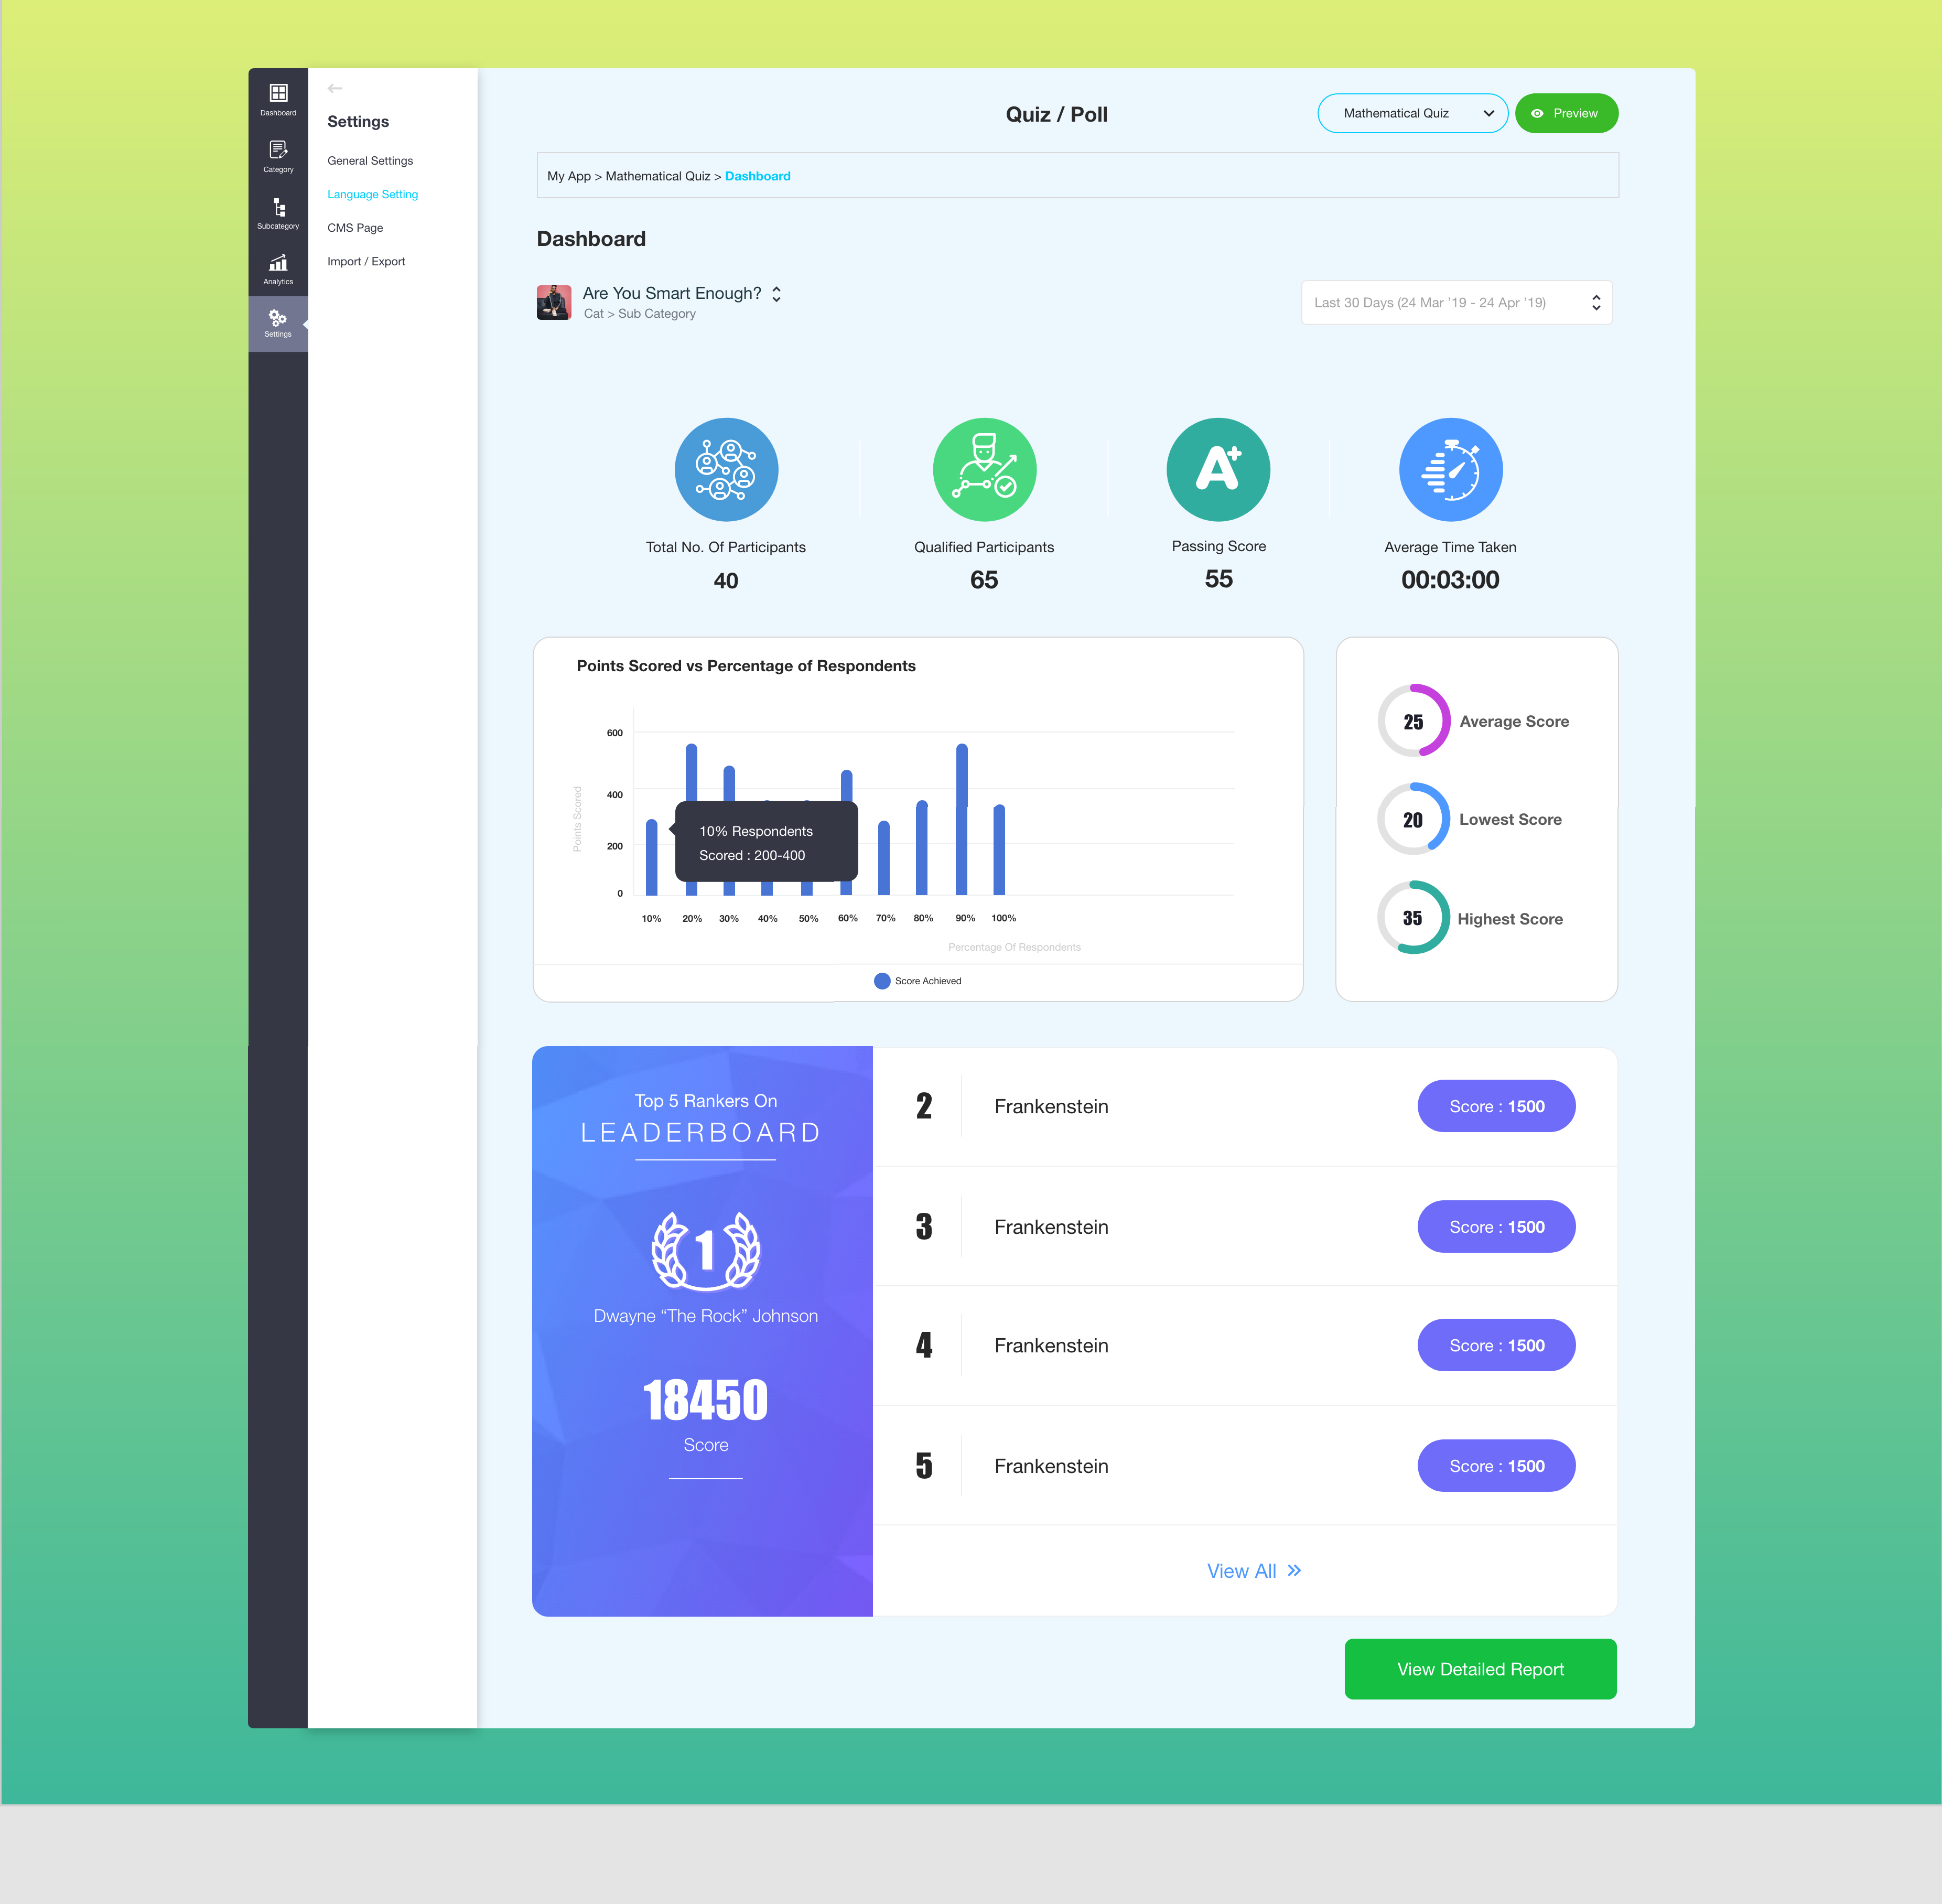 Dashboard
Category
Subcategory
Analytics
Settings
Settings
General Settings
Language Setting
CMS Page
Import / Export
Quiz / Poll
Mathematical Quiz
Preview
My App > Mathematical Quiz > Dashboard
Dashboard
Are You Smart Enough?
Cat > Sub Category
Last 30 Days (24 Mar '19 - 24 Apr '19)
A+
Total No. Of Participants
40
Qualified Participants
65
Passing Score
55
Average Time Taken
00:03:00
Points Scored vs Percentage of Respondents
Points Scored
600
400
200
0
10% Respondents
Scored : 200-400
10% 20% 30% 40% 50% 60% 70% 80% 90% 100%
Percentage Of Respondents
Score Achieved
25 Average Score
20 Lowest Score
35 Highest Score
Top 5 Rankers On
LEADERBOARD
1
Dwayne “The Rock” Johnson
18450
Score
2 Frankenstein Score : 1500
3 Frankenstein Score : 1500
4 Frankenstein Score : 1500
5 Frankenstein Score : 1500
View All »
View Detailed Report